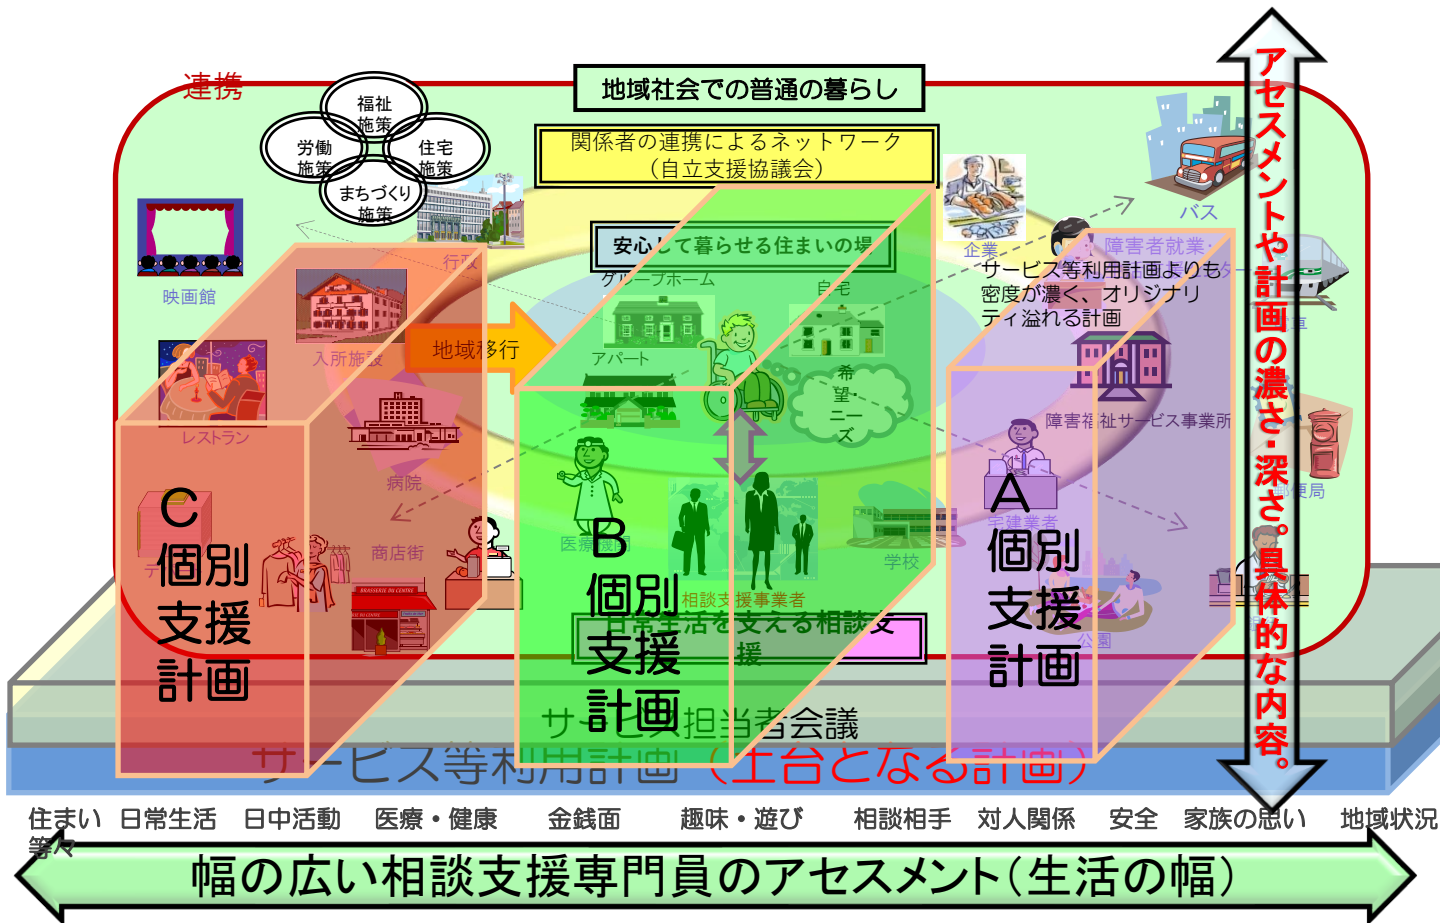 連携
地域社会での普通の暮らし
福祉
施策
労働
施策
住宅
施策
まちづくり
施策
関係者の連携によるネットワーク
（自立支援協議会）
バス
安心して暮らせる住まいの場
企業
行政
障害者就業・
映画館
グループホーム
自宅
サービス等利用計画よりも
密度が濃く、オリジナリ
ティ溢れる計画
入所施設
地域移行
アパート
希
望・
ニー
ズ
レストラン
障害福祉サービス事業所
病院
郵便局
宅建業者
医療機関
商店街
学校
相談支援事業者
公園
日常生活を支える相談支
援
C
個別
支援
計画
B
個別
支援
計画
A
個別
支援
計画
アセスメントや計画の濃さ・深さ。具体的な内容。
サービス担当者会議
サービス等利用計画（土台となる計画）
住まい 日常生活 日中活動 医療・健康 金銭面 趣味・遊び 相談相手 対人関係 安全 家族の思い 地域状況
等々
幅の広い相談支援専門員のアセスメント（生活の幅）